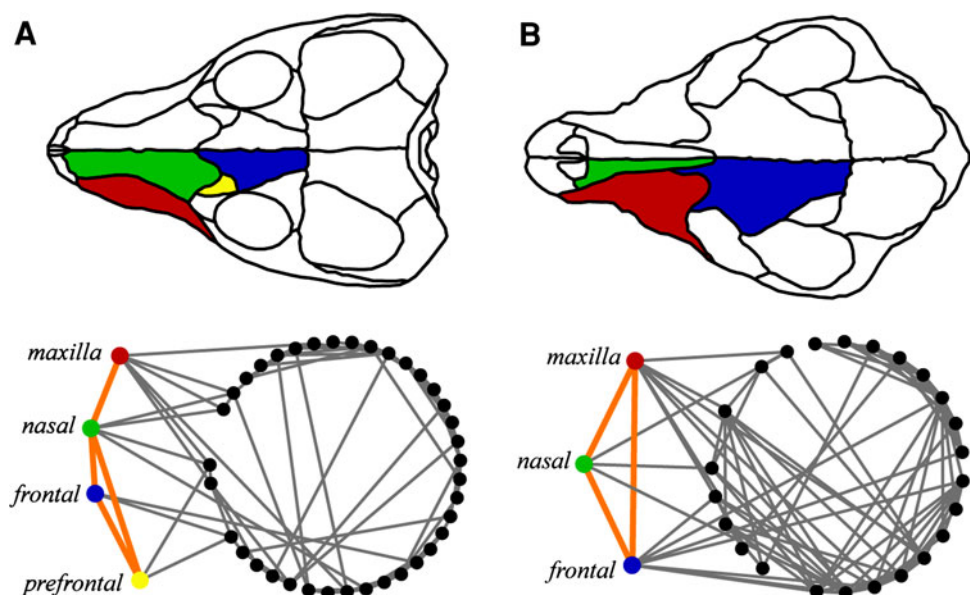 A
B
maxilla
nasal
frontal
prefrontal
maxilla
nasal
frontal